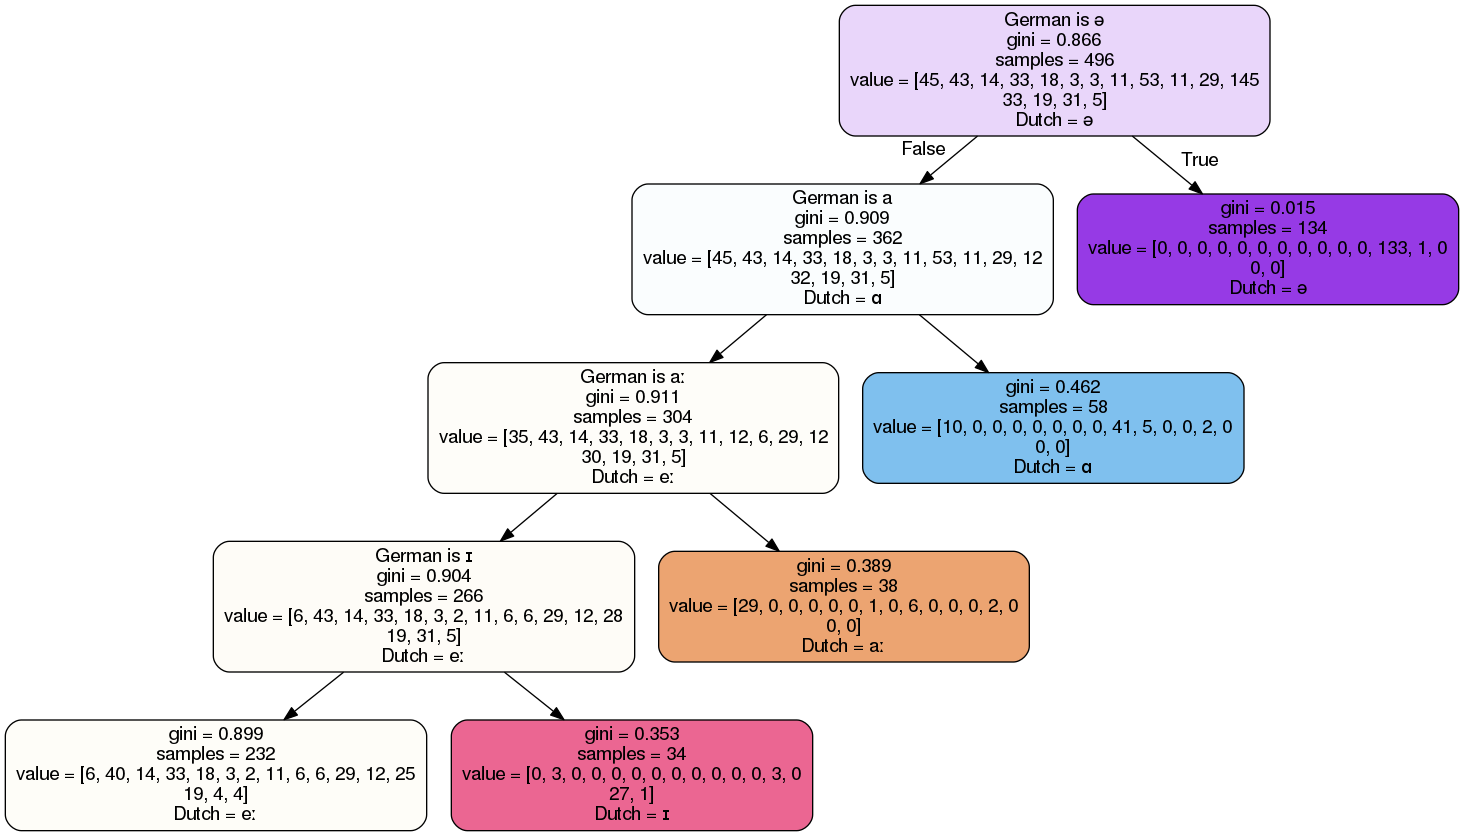 German is ə
gini = 0.866
samples = 496
value = [45, 43, 14, 33, 18, 3, 3, 11, 53, 11, 29, 145
33, 19, 31, 5]
Dutch = ə
False
True
German is a
gini = 0.909
samples = 362
value = [45, 43, 14, 33, 18, 3, 3, 11, 53, 11, 29, 12
32, 19, 31, 5]
Dutch = ɑ
gini = 0.015
samples = 134
value = [0, 0, 0, 0, 0, 0, 0, 0, 0, 0, 0, 133, 1, 0
0, 0]
Dutch = ə
German is aː
gini = 0.911
samples = 304
value = [35, 43, 14, 33, 18, 3, 3, 11, 12, 6, 29, 12
30, 19, 31, 5]
Dutch = eː
gini = 0.462
samples = 58
value = [10, 0, 0, 0, 0, 0, 0, 0, 41, 5, 0, 0, 2, 0
0, 0]
Dutch = ɑ
German is ɪ
gini = 0.904
samples = 266
value = [6, 43, 14, 33, 18, 3, 2, 11, 6, 6, 29, 12, 28
19, 31, 5]
Dutch = eː
gini = 0.389
samples = 38
value = [29, 0, 0, 0, 0, 0, 1, 0, 6, 0, 0, 0, 2, 0
0, 0]
Dutch = aː
gini = 0.899
samples = 232
value = [6, 40, 14, 33, 18, 3, 2, 11, 6, 6, 29, 12, 25
19, 4, 4]
Dutch = eː
gini = 0.353
samples = 34
value = [0, 3, 0, 0, 0, 0, 0, 0, 0, 0, 0, 0, 3, 0
27, 1]
Dutch = ɪ